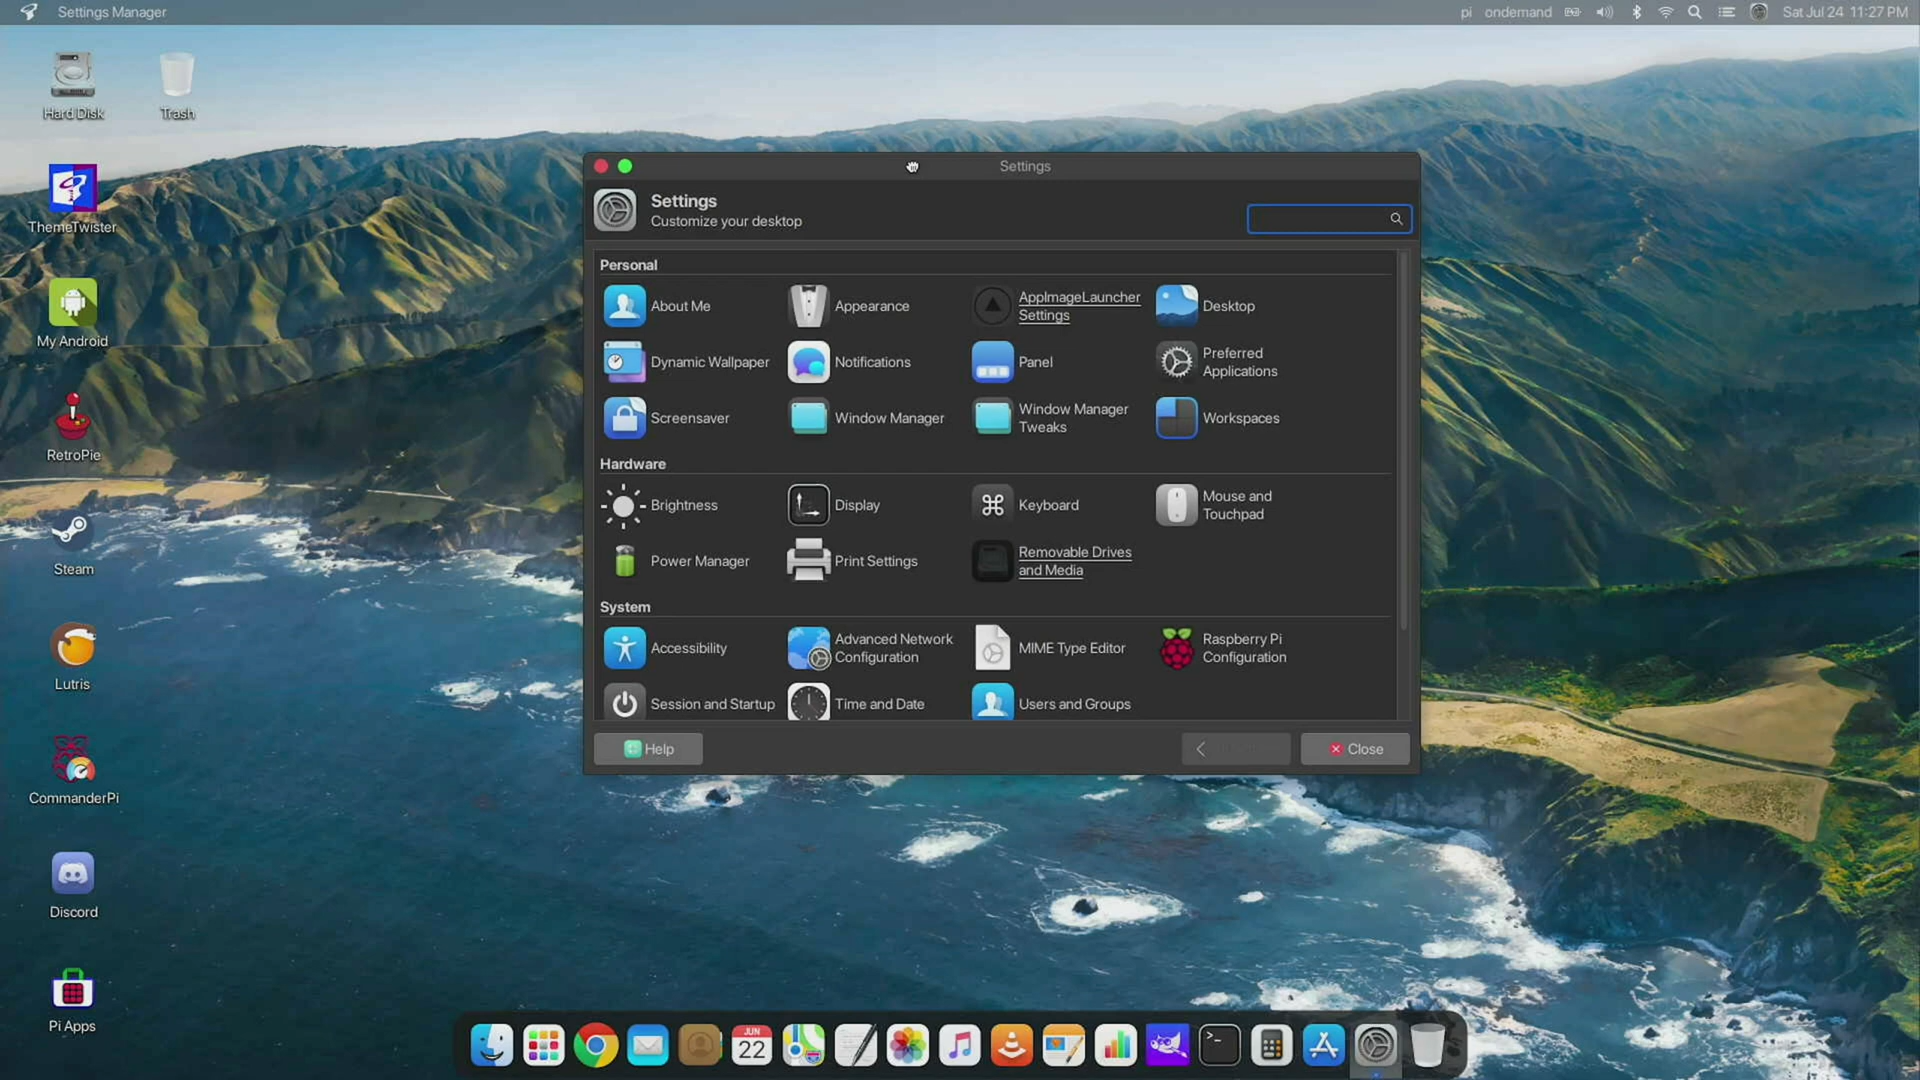 Settings Manager
pi ondemand Sat Jul 24 11:27 PM
Hard Disk
Trash
ThemeTwister
My Android
RetroPie
Steam
Lutris
CommanderPi
Discord
Pi Apps
Settings
Settings
Customize your desktop
Personal
About Me
Appearance
AppImageLauncher
Settings
Desktop
Dynamic Wallpaper
Notifications
Panel
Preferred
Applications
Screensaver
Window Manager
Window Manager
Tweaks
Workspaces
Hardware
Brightness
Display
Keyboard
Mouse and
Touchpad
Power Manager
Print Settings
Removable Drives
and Media
System
Accessibility
Advanced Network
Configuration
MIME Type Editor
Raspberry Pi
Configuration
Session and Startup
Time and Date
Users and Groups
Help
Close
JUN
22